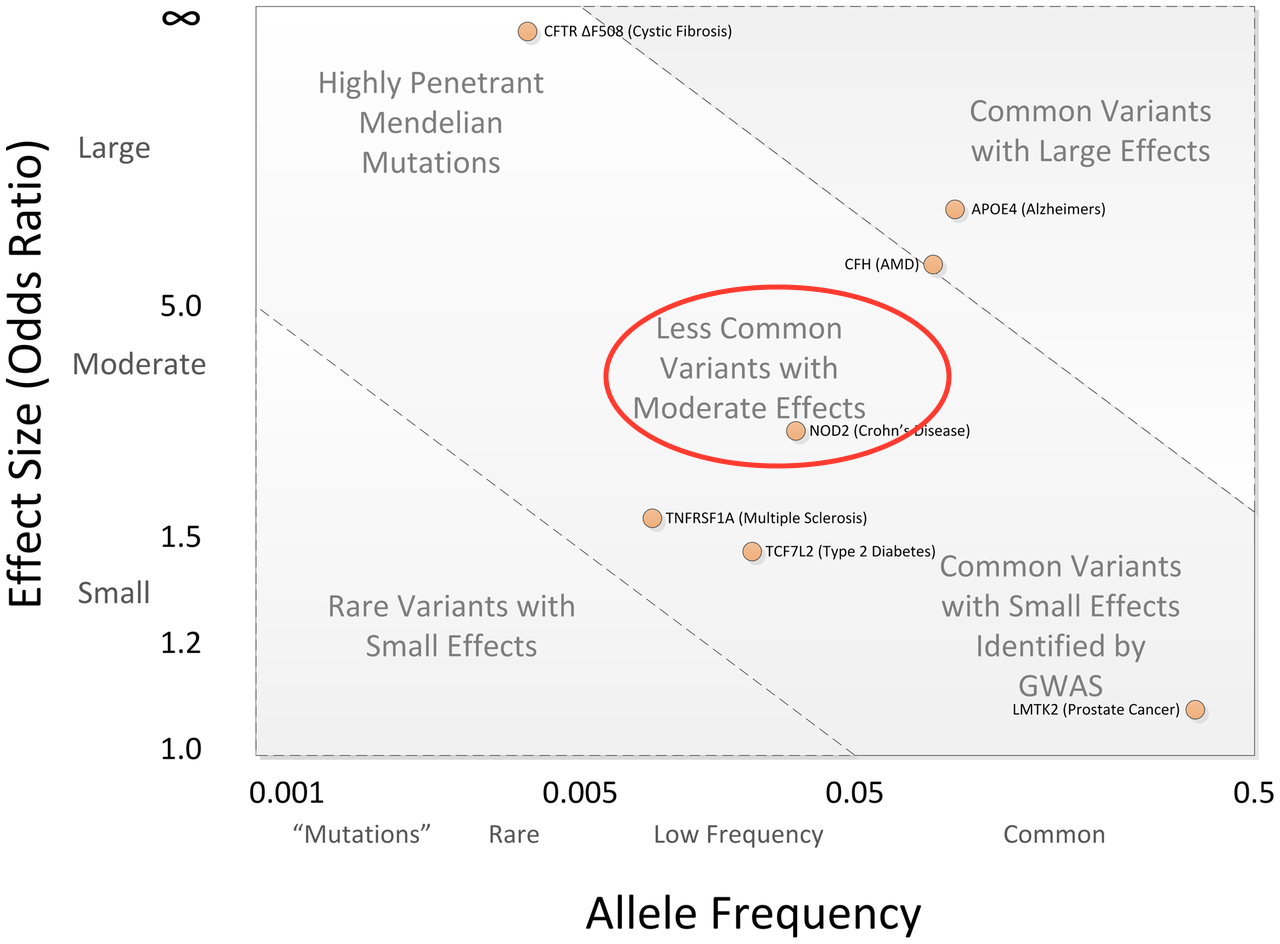 ∞
CFTR ΔF508 (Cystic Fibrosis)
Highly Penetrant
Mendelian
Mutations
Common Variants
with Large Effects
Large
APOE4 (Alzheimers)
CFH (AMD)
5.0
Less Common
Variants with
Moderate Effects
Moderate
NOD2 (Crohn’s Disease)
Effect Size (Odds Ratio)
TNFRSF1A (Multiple Sclerosis)
1.5
TCF7L2 (Type 2 Diabetes)
Common Variants
with Small Effects
Identified by
GWAS
Small
Rare Variants with
Small Effects
1.2
LMTK2 (Prostate Cancer)
1.0
0.001 0.005 0.05 0.5
“Mutations” Rare Low Frequency Common
Allele Frequency